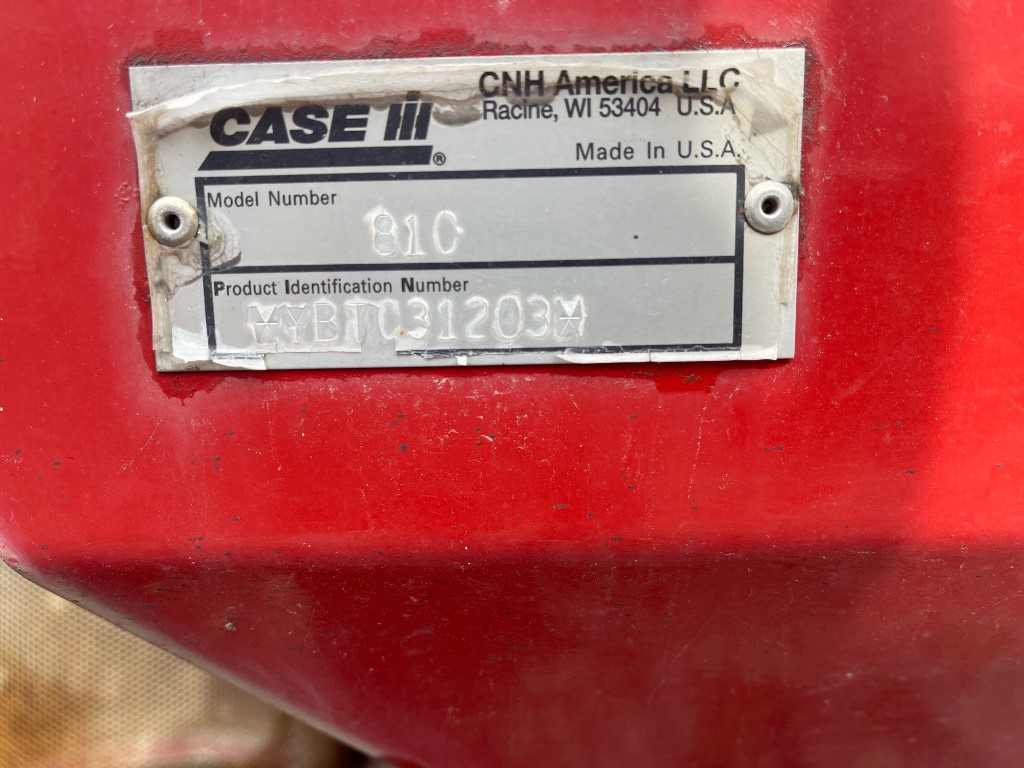 CNH America LLC
CASE IH®
Racine, WI 53404 U.S.A
Made In U.S.A.
Model Number
810
Product Identification Number
YBT031203